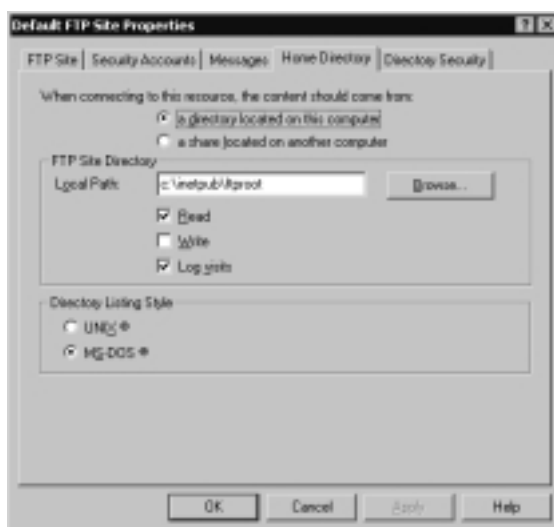 Default FTP Site Properties
FTP Site Security Accounts Messages Home Directory Directory Security
When connecting to this resource, the content should come from:
a directory located on this computer
a share located on another computer
FTP Site Directory
Local Path: c:\inetpub\ftproot Browse...
Read
Write
Log visits
Directory Listing Style
UNIX ®
MS-DOS ®
OK Cancel Apply Help